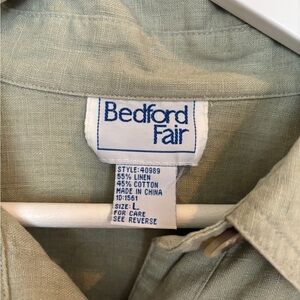 Bedford
Fair
STYLE:40989
55% LINEN
45% COTTON
MADE IN CHINA
ID:1561
SIZE: L
FOR CARE
SEE REVERSE